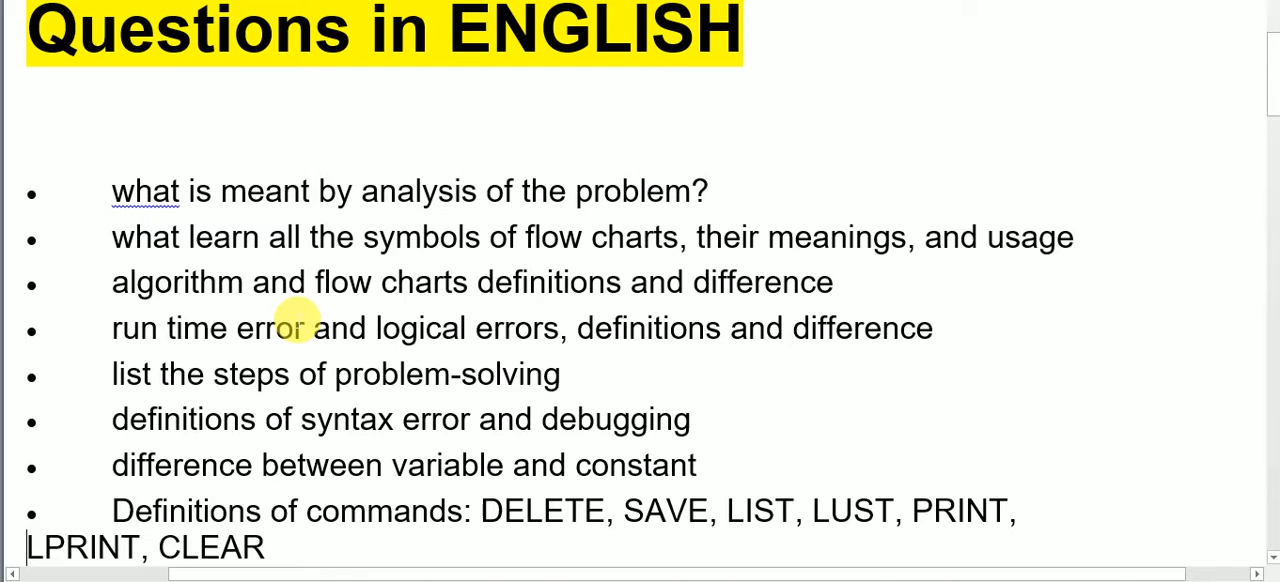 Questions in ENGLISH
• what is meant by analysis of the problem?
• what learn all the symbols of flow charts, their meanings, and usage
• algorithm and flow charts definitions and difference
• run time error and logical errors, definitions and difference
• list the steps of problem-solving
• definitions of syntax error and debugging
• difference between variable and constant
• Definitions of commands: DELETE, SAVE, LIST, LUST, PRINT,
LPRINT, CLEAR